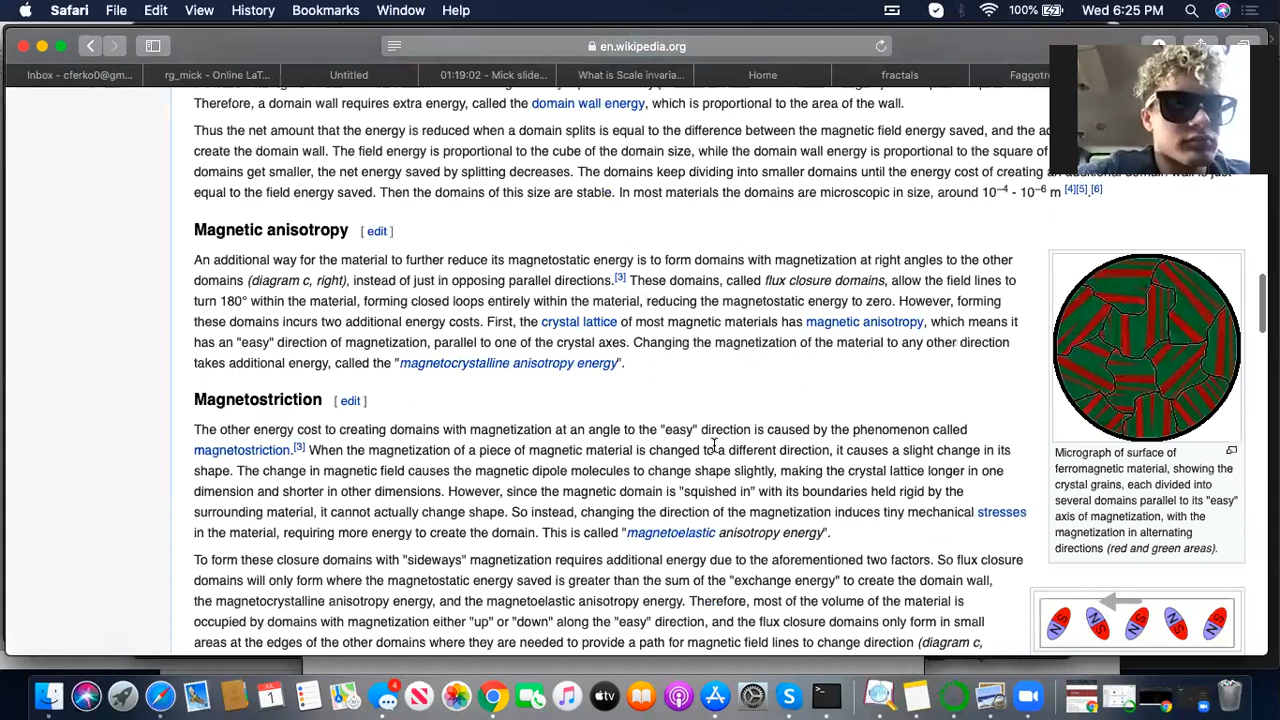 Safari File Edit View History Bookmarks Window Help 100% Wed 6:25 PM
en.wikipedia.org
Inbox - cferko0@gm... rg_mick - Online LaT... Untitled 01:19:02 - Mick slide... What is Scale invaria... Home fractals
Therefore, a domain wall requires extra energy, called the domain wall energy, which is proportional to the area of the wall.
Thus the net amount that the energy is reduced when a domain splits is equal to the difference between the magnetic field energy saved, and the
create the domain wall. The field energy is proportional to the cube of the domain size, while the domain wall energy is proportional to the square of
domains get smaller, the net energy saved by splitting decreases. The domains keep dividing into smaller domains until the energy cost of creating an additional domain wall is just
equal to the field energy saved. Then the domains of this size are stable. In most materials the domains are microscopic in size, around 10−4 - 10−6 m [4][5].[6]
Magnetic anisotropy [ edit ]
An additional way for the material to further reduce its magnetostatic energy is to form domains with magnetization at right angles to the other
domains (diagram c, right), instead of just in opposing parallel directions.[3] These domains, called flux closure domains, allow the field lines to
turn 180° within the material, forming closed loops entirely within the material, reducing the magnetostatic energy to zero. However, forming
these domains incurs two additional energy costs. First, the crystal lattice of most magnetic materials has magnetic anisotropy, which means it
has an "easy" direction of magnetization, parallel to one of the crystal axes. Changing the magnetization of the material to any other direction
takes additional energy, called the "magnetocrystalline anisotropy energy".
Magnetostriction [ edit ]
The other energy cost to creating domains with magnetization at an angle to the "easy" direction is caused by the phenomenon called
magnetostriction.[3] When the magnetization of a piece of magnetic material is changed to a different direction, it causes a slight change in its
shape. The change in magnetic field causes the magnetic dipole molecules to change shape slightly, making the crystal lattice longer in one
dimension and shorter in other dimensions. However, since the magnetic domain is "squished in" with its boundaries held rigid by the
surrounding material, it cannot actually change shape. So instead, changing the direction of the magnetization induces tiny mechanical stresses
in the material, requiring more energy to create the domain. This is called "magnetoelastic anisotropy energy".
To form these closure domains with "sideways" magnetization requires additional energy due to the aforementioned two factors. So flux closure
domains will only form where the magnetostatic energy saved is greater than the sum of the "exchange energy" to create the domain wall,
the magnetocrystalline anisotropy energy, and the magnetoelastic anisotropy energy. Therefore, most of the volume of the material is
occupied by domains with magnetization either "up" or "down" along the "easy" direction, and the flux closure domains only form in small
areas at the edges of the other domains where they are needed to provide a path for magnetic field lines to change direction (diagram c,
Micrograph of surface of
ferromagnetic material, showing the
crystal grains, each divided into
several domains parallel to its "easy"
axis of magnetization, with the
magnetization in alternating
directions (red and green areas).
S N S N S N S N S N
4
1